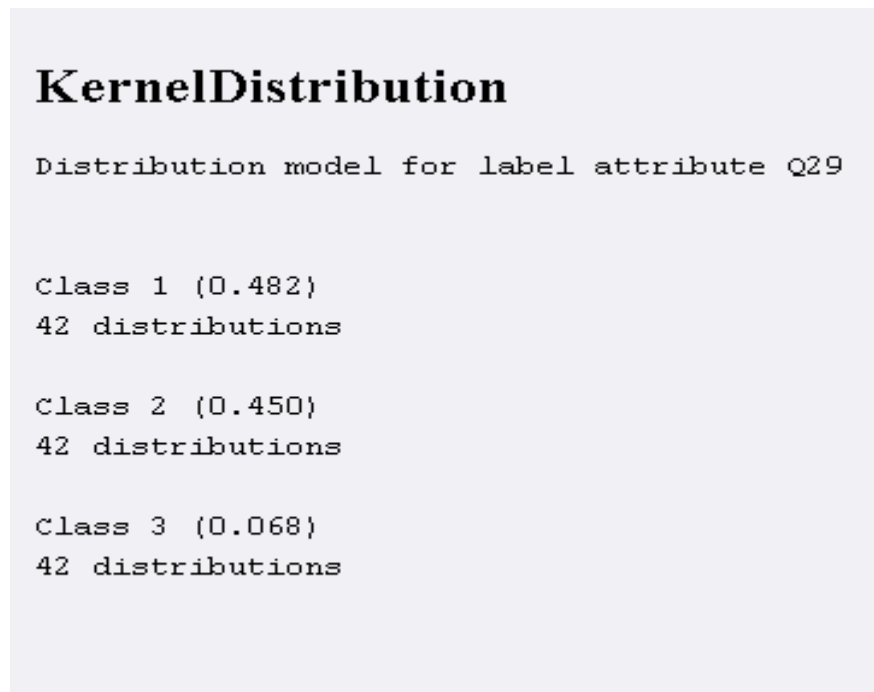 KernelDistribution
Distribution model for label attribute Q29
Class 1 (0.482)
42 distributions
Class 2 (0.450)
42 distributions
Class 3 (0.068)
42 distributions